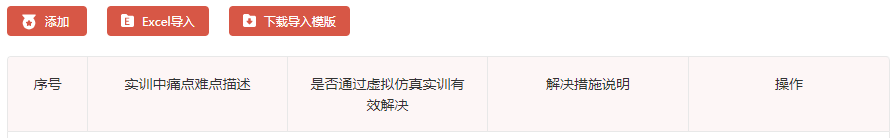 添加
Excel导入
下载导入模版
序号
实训中痛点难点描述
是否通过虚拟仿真实训有
效解决
解决措施说明
操作